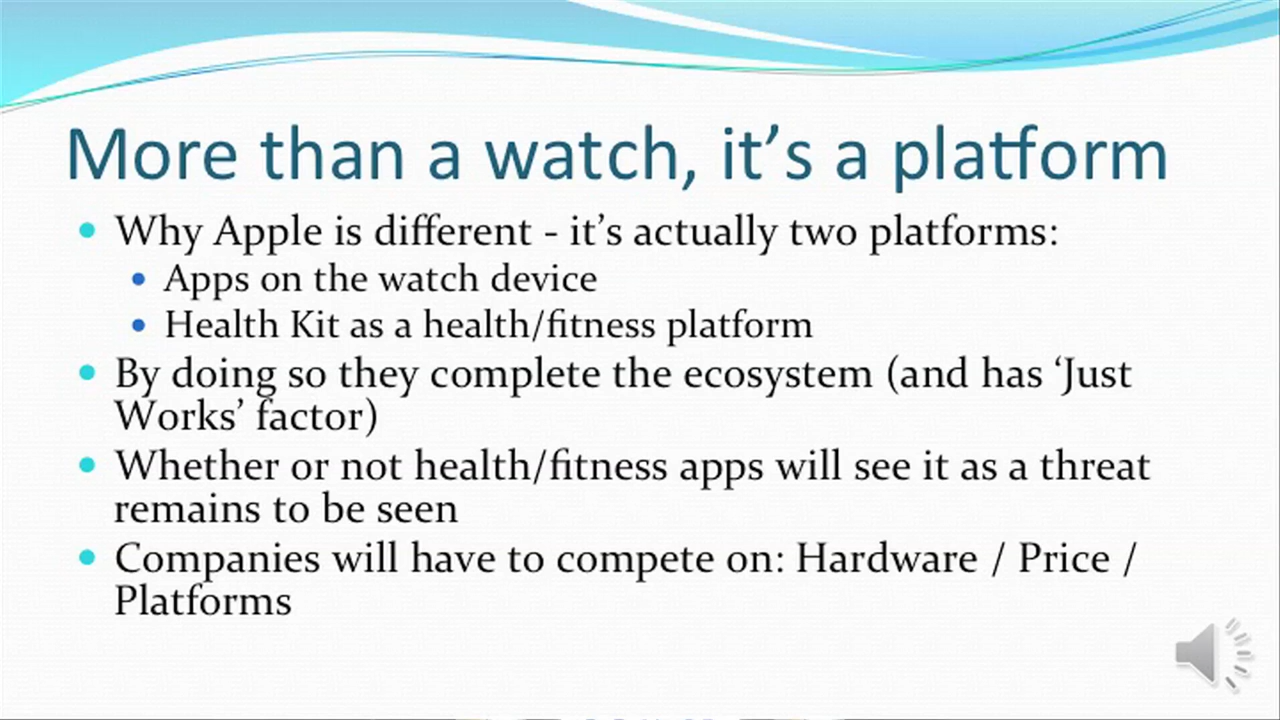 More than a watch, it’s a platform
Why Apple is different - it’s actually two platforms:
Apps on the watch device
Health Kit as a health/fitness platform
By doing so they complete the ecosystem (and has ‘Just
Works’ factor)
Whether or not health/fitness apps will see it as a threat
remains to be seen
Companies will have to compete on: Hardware / Price /
Platforms